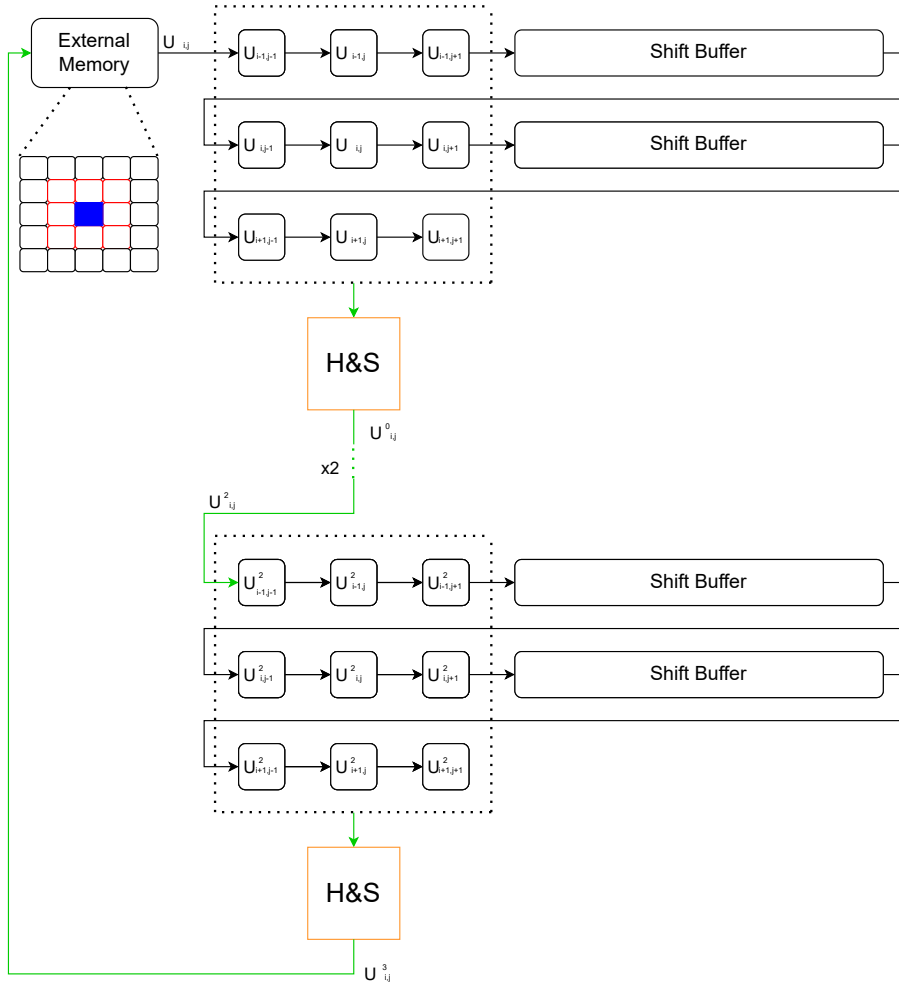 External
Memory
U i,j
U i-1,j-1
U i-1,j
U i-1,j+1
Shift Buffer
U i,j-1
U i,j
U i,j+1
Shift Buffer
U i+1,j-1
U i+1,j
U i+1,j+1
H&S
U 0 i,j
x2
U 2 i,j
U 2 i-1,j-1
U 2 i-1,j
U 2 i-1,j+1
Shift Buffer
U 2 i,j-1
U 2 i,j
U 2 i,j+1
Shift Buffer
U 2 i+1,j-1
U 2 i+1,j
U 2 i+1,j+1
H&S
U 3 i,j